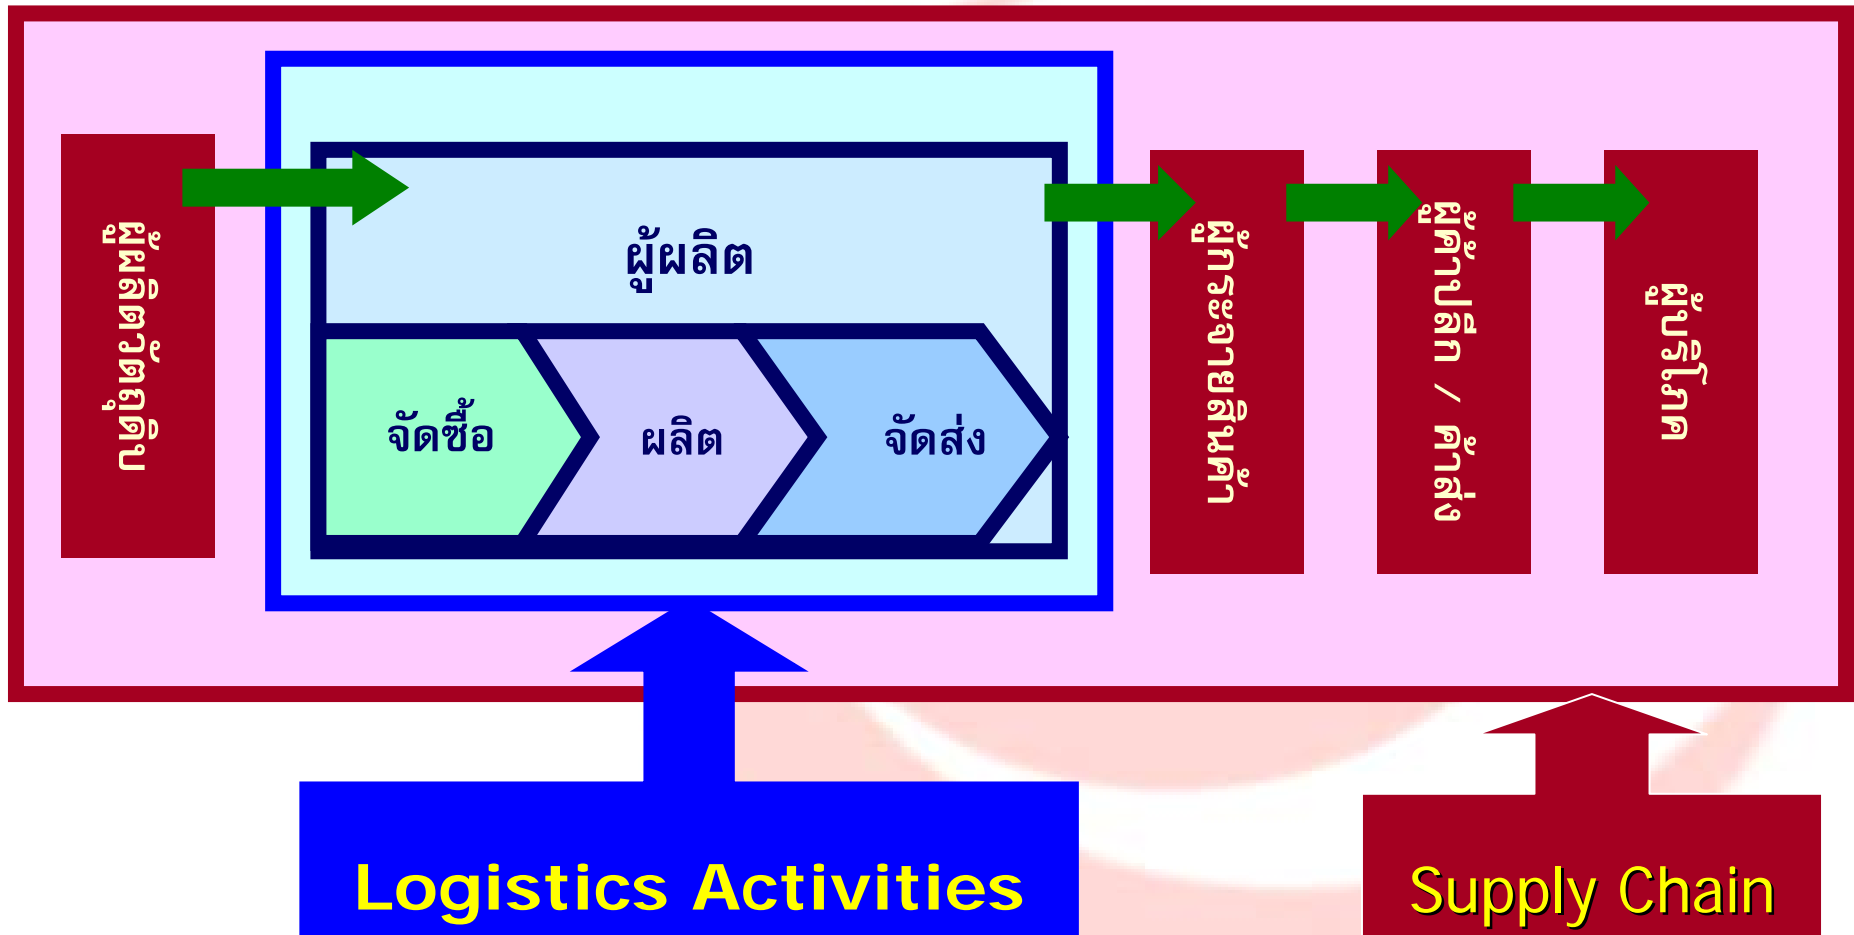 ผู้ผลิตวัตถุดิบ
ผู้ผลิต
จัดซื้อ
ผลิต
จัดส่ง
ผู้กระจายสินค้า
ผู้ค้าปลีก / ค้าส่ง
ผู้บริโภค
Logistics Activities
Supply Chain